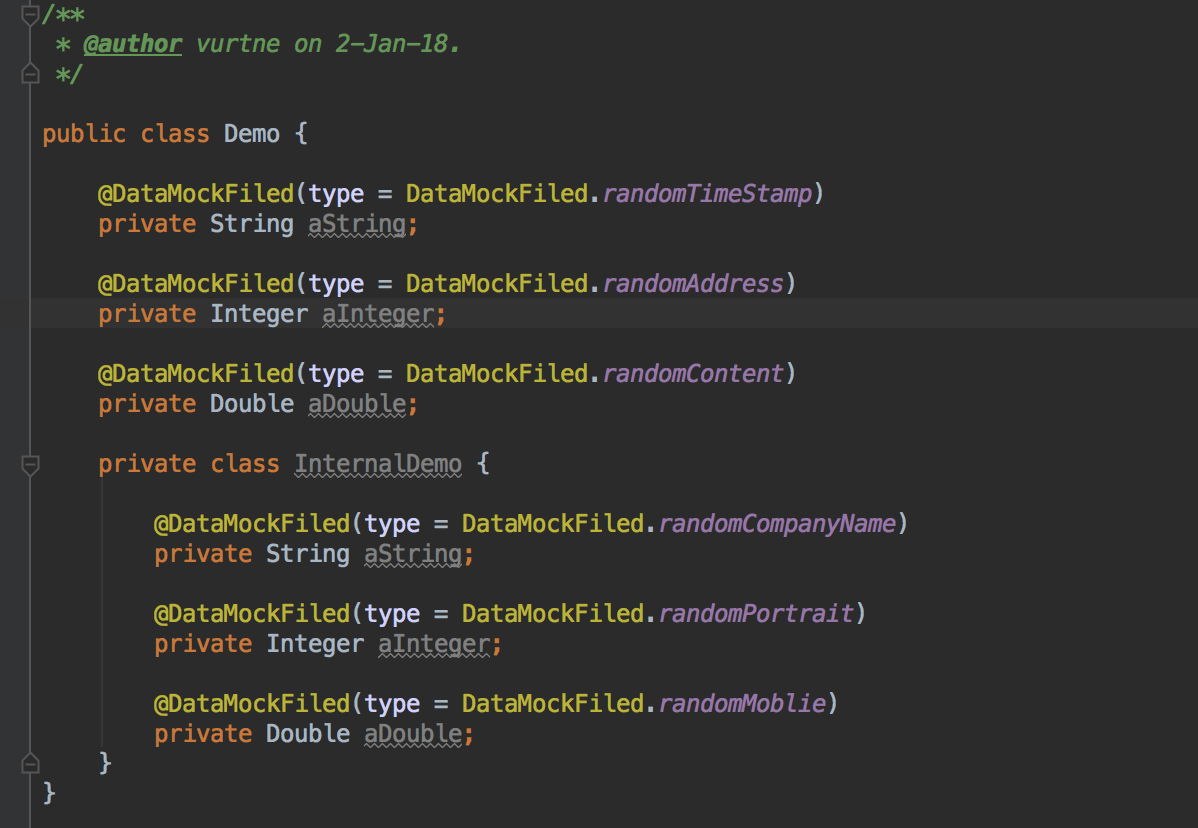 /**
 * @author vurtne on 2-Jan-18.
 */
public class Demo {
    @DataMockFiled(type = DataMockFiled.randomTimeStamp)
    private String aString;
    @DataMockFiled(type = DataMockFiled.randomAddress)
    private Integer aInteger;
    @DataMockFiled(type = DataMockFiled.randomContent)
    private Double aDouble;
    private class InternalDemo {
        @DataMockFiled(type = DataMockFiled.randomCompanyName)
        private String aString;
        @DataMockFiled(type = DataMockFiled.randomPortrait)
        private Integer aInteger;
        @DataMockFiled(type = DataMockFiled.randomMoblie)
        private Double aDouble;
    }
}